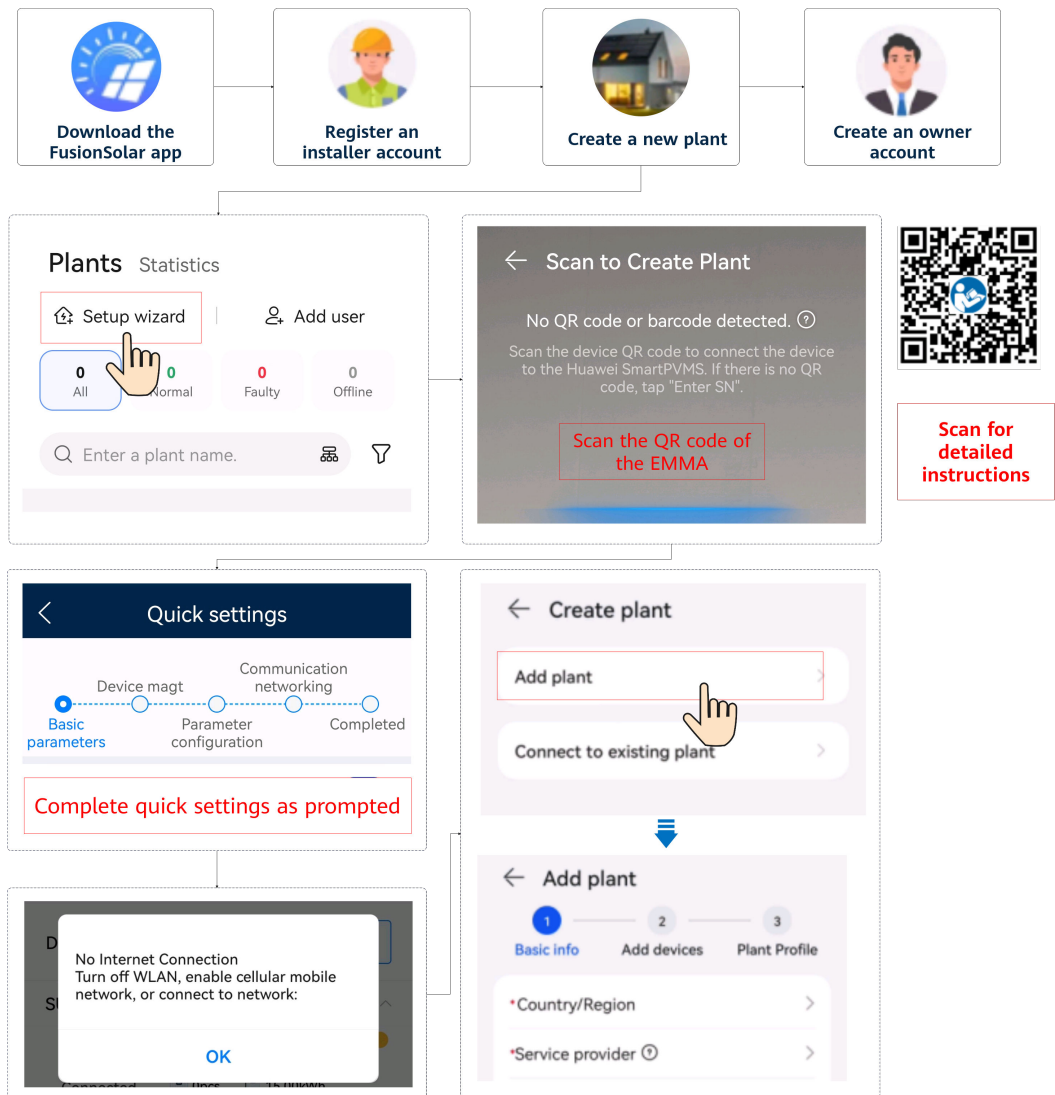 Download the
FusionSolar app
Register an
installer account
Create a new plant
Create an owner
account
Plants Statistics
Setup wizard
Add user
0
All
0
Normal
0
Faulty
0
Offline
Enter a plant name.
Scan to Create Plant
No QR code or barcode detected.
Scan the device QR code to connect the device
to the Huawei SmartPVMS. If there is no QR
code, tap "Enter SN".
Scan the QR code of
the EMMA
Scan for
detailed
instructions
Quick settings
Device magt
Communication
networking
Basic
parameters
Parameter
configuration
Completed
Complete quick settings as prompted
No Internet Connection
Turn off WLAN, enable cellular mobile
network, or connect to network:
OK
Create plant
Add plant
Connect to existing plant
Add plant
1
2
3
Basic info
Add devices
Plant Profile
*Country/Region
*Service provider